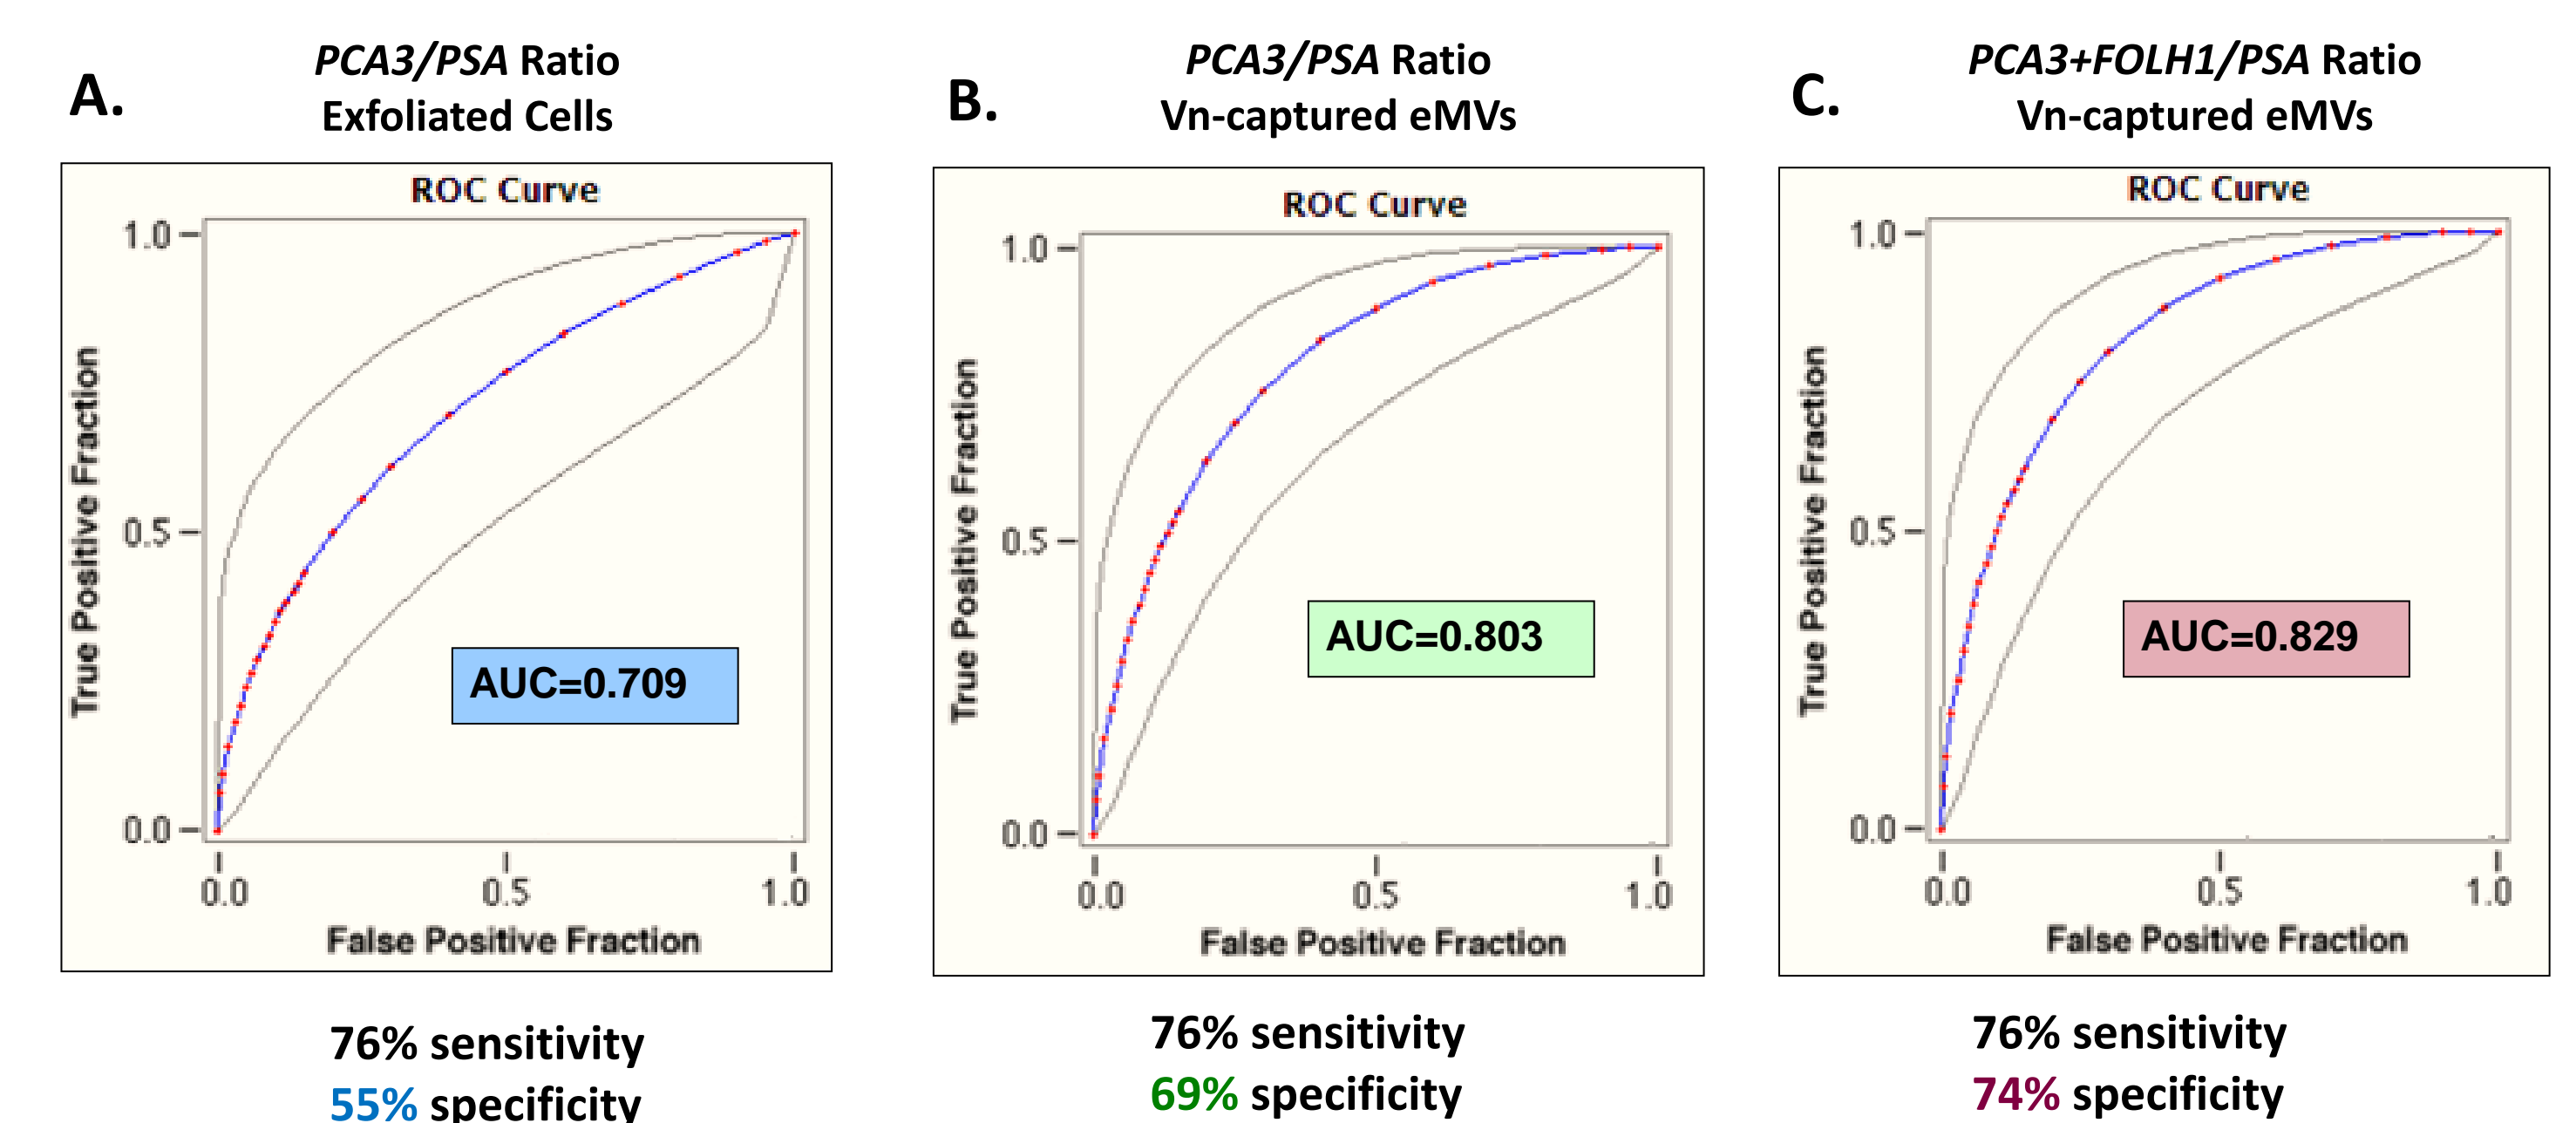 A.
PCA3/PSA Ratio
Exfoliated Cells
ROC Curve
1.0
0.5
0.0
True Positive Fraction
AUC=0.709
0.0 0.5 1.0
False Positive Fraction
76% sensitivity
55% specificity
B.
PCA3/PSA Ratio
Vn-captured eMVs
ROC Curve
1.0
0.5
0.0
True Positive Fraction
AUC=0.803
0.0 0.5 1.0
False Positive Fraction
76% sensitivity
69% specificity
C.
PCA3+FOLH1/PSA Ratio
Vn-captured eMVs
ROC Curve
1.0
0.5
0.0
True Positive Fraction
AUC=0.829
0.0 0.5 1.0
False Positive Fraction
76% sensitivity
74% specificity